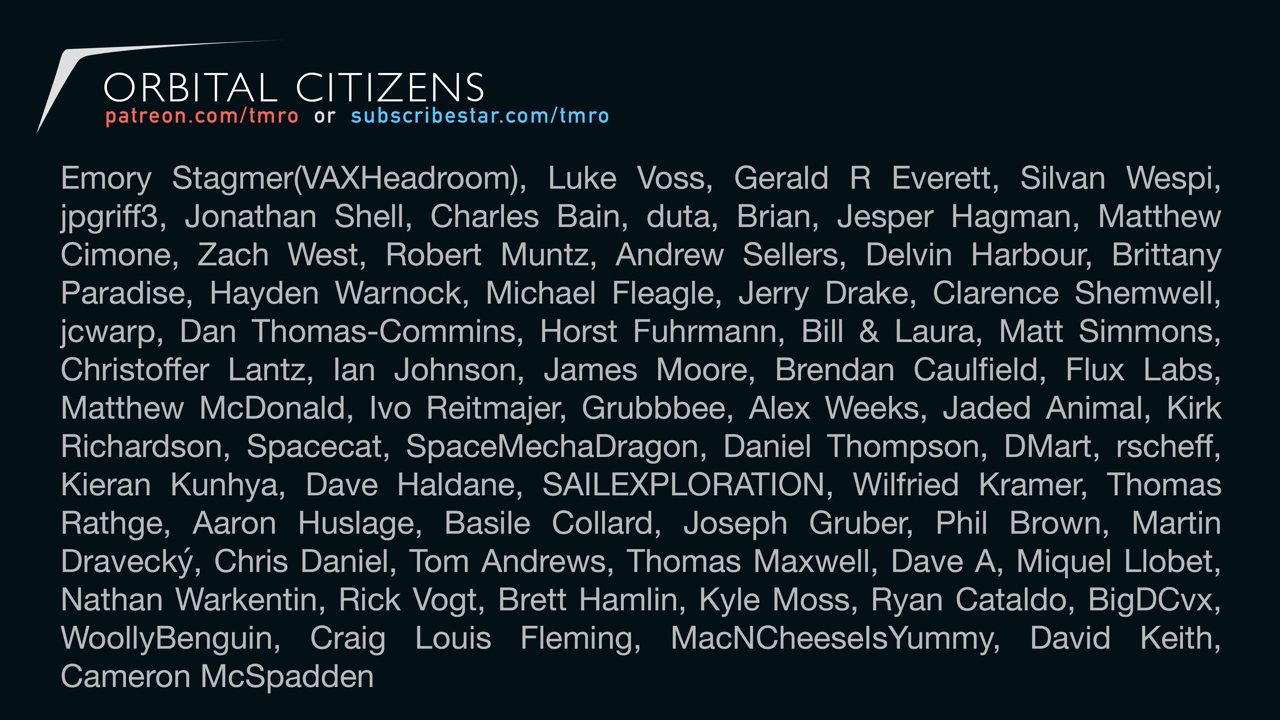 ORBITAL CITIZENS
patreon.com/tmro or subscribestar.com/tmro
Emory Stagmer(VAXHeadroom), Luke Voss, Gerald R Everett, Silvan Wespi,
jpgriff3, Jonathan Shell, Charles Bain, duta, Brian, Jesper Hagman, Matthew
Cimone, Zach West, Robert Muntz, Andrew Sellers, Delvin Harbour, Brittany
Paradise, Hayden Warnock, Michael Fleagle, Jerry Drake, Clarence Shemwell,
jcwarp, Dan Thomas-Commins, Horst Fuhrmann, Bill & Laura, Matt Simmons,
Christoffer Lantz, Ian Johnson, James Moore, Brendan Caulfield, Flux Labs,
Matthew McDonald, Ivo Reitmajer, Grubbbee, Alex Weeks, Jaded Animal, Kirk
Richardson, Spacecat, SpaceMechaDragon, Daniel Thompson, DMart, rscheff,
Kieran Kunhya, Dave Haldane, SAILEXPLORATION, Wilfried Kramer, Thomas
Rathge, Aaron Huslage, Basile Collard, Joseph Gruber, Phil Brown, Martin
Dravecký, Chris Daniel, Tom Andrews, Thomas Maxwell, Dave A, Miquel Llobet,
Nathan Warkentin, Rick Vogt, Brett Hamlin, Kyle Moss, Ryan Cataldo, BigDCvx,
WoollyBenguin, Craig Louis Fleming, MacNCheeseIsYummy, David Keith,
Cameron McSpadden